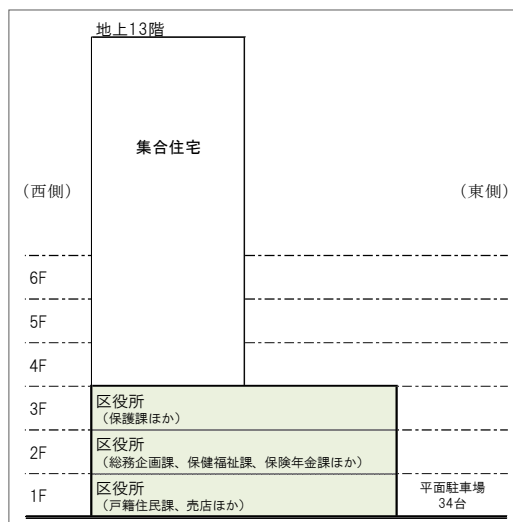 地上13階
集合住宅
(西側)
(東側)
6F
5F
4F
3F
区役所
(保護課ほか)
2F
区役所
(総務企画課、保健福祉課、保険年金課ほか)
1F
区役所
(戸籍住民課、売店ほか)
平面駐車場
34台